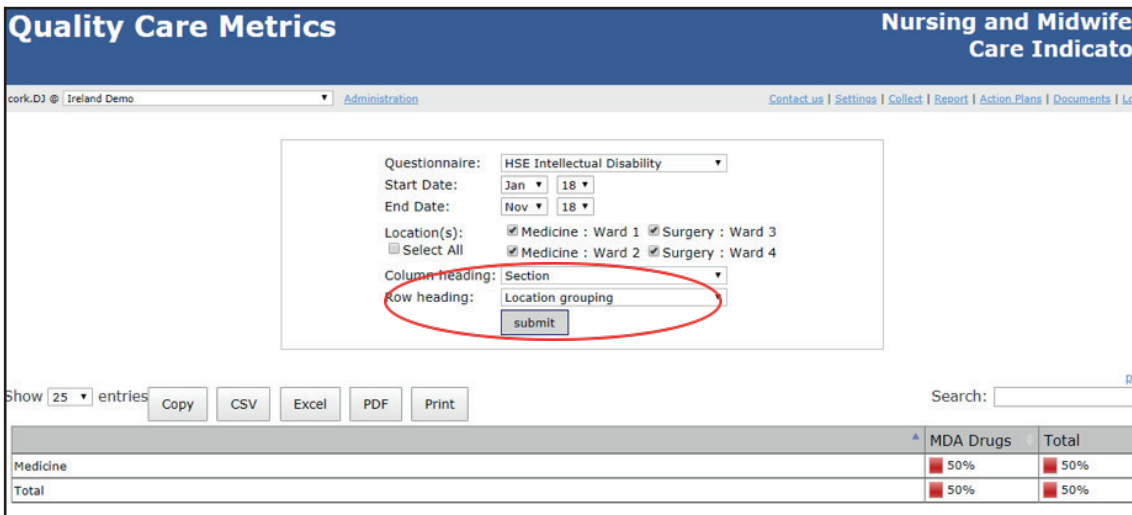 Quality Care Metrics
Nursing and Midwife
Care Indicato
cork.DJ @ Ireland Demo Administration Contact us | Settings | Collect | Report | Action Plans | Documents | Lo
Questionnaire: HSE Intellectual Disability
Start Date: Jan 18
End Date: Nov 18
Location(s): Medicine : Ward 1 Surgery : Ward 3
Select All Medicine : Ward 2 Surgery : Ward 4
Column heading: Section
Row heading: Location grouping
submit
Show 25 entries Copy CSV Excel PDF Print Search:
MDA Drugs Total
Medicine 50% 50%
Total 50% 50%